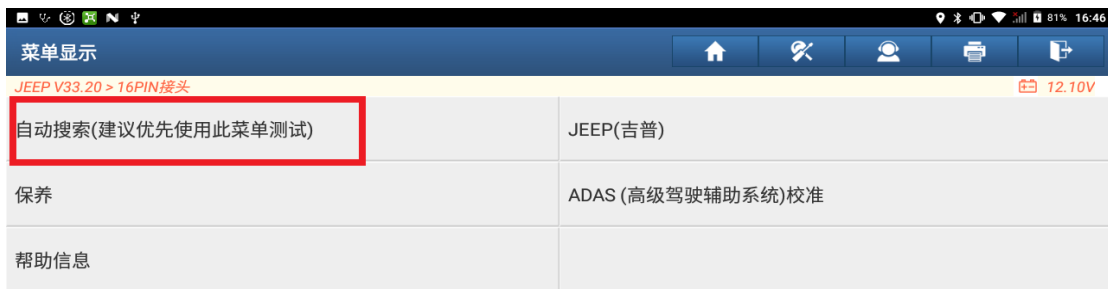 81% 16:46
菜单显示
JEEP V33.20 > 16PIN接头
12.10V
自动搜索(建议优先使用此菜单测试)
JEEP(吉普)
保养
ADAS (高级驾驶辅助系统)校准
帮助信息